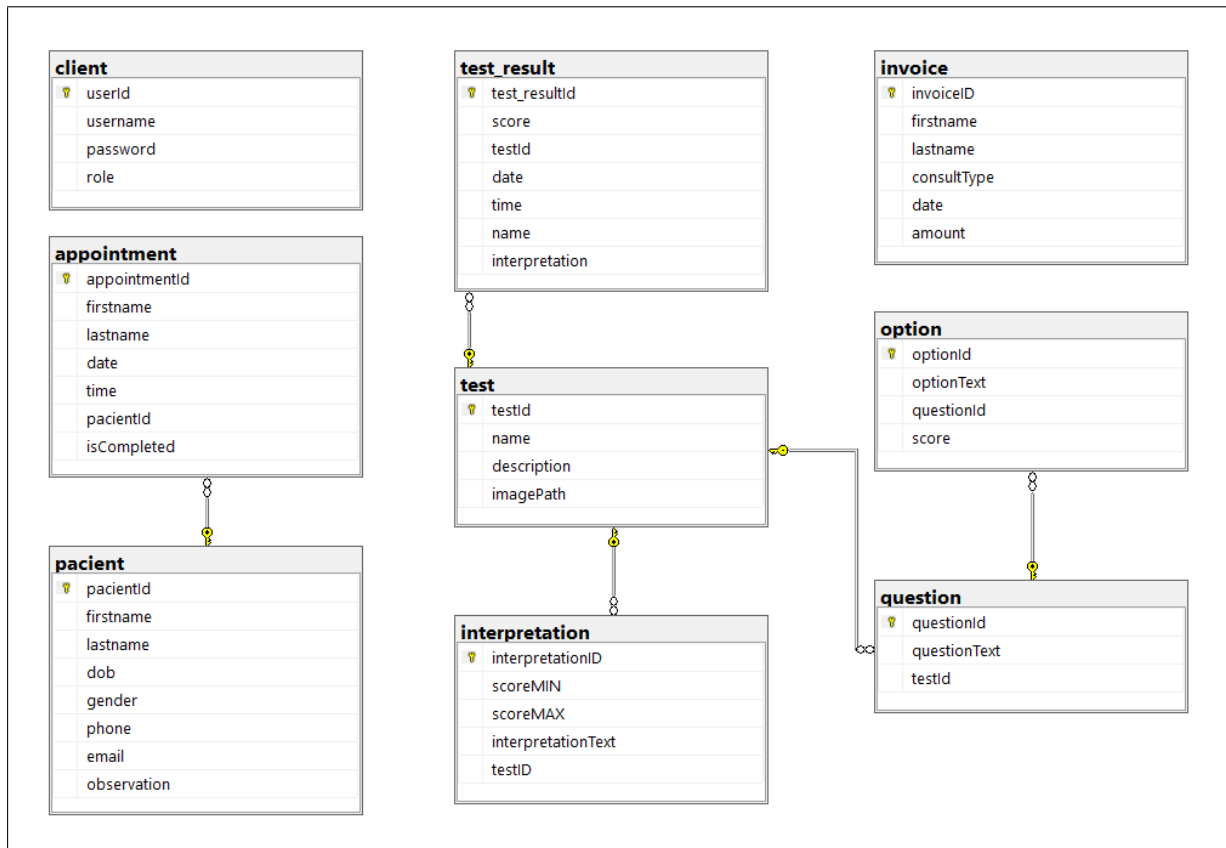 client
userId
username
password
role
appointment
appointmentId
firstname
lastname
date
time
pacientId
isCompleted
pacient
pacientId
firstname
lastname
dob
gender
phone
email
observation
test_result
test_resultId
score
testId
date
time
name
interpretation
test
testId
name
description
imagePath
interpretation
interpretationID
scoreMIN
scoreMAX
interpretationText
testID
invoice
invoiceID
firstname
lastname
consultType
date
amount
option
optionId
optionText
questionId
score
question
questionId
questionText
testId